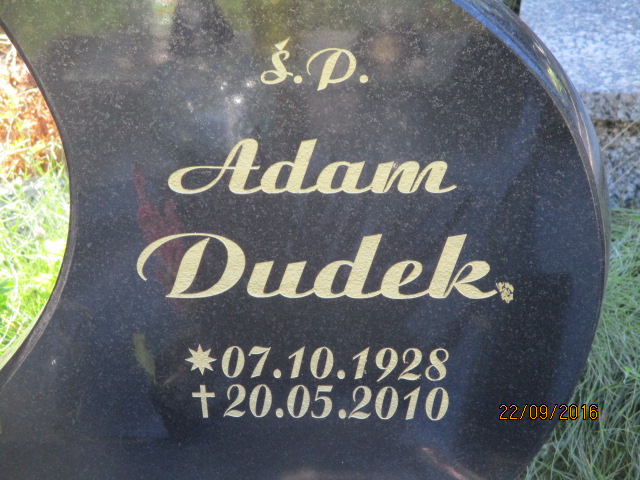 Ś.P.
Adam
Dudek
*07.10.1928
✝20.05.2010
22/09/2016